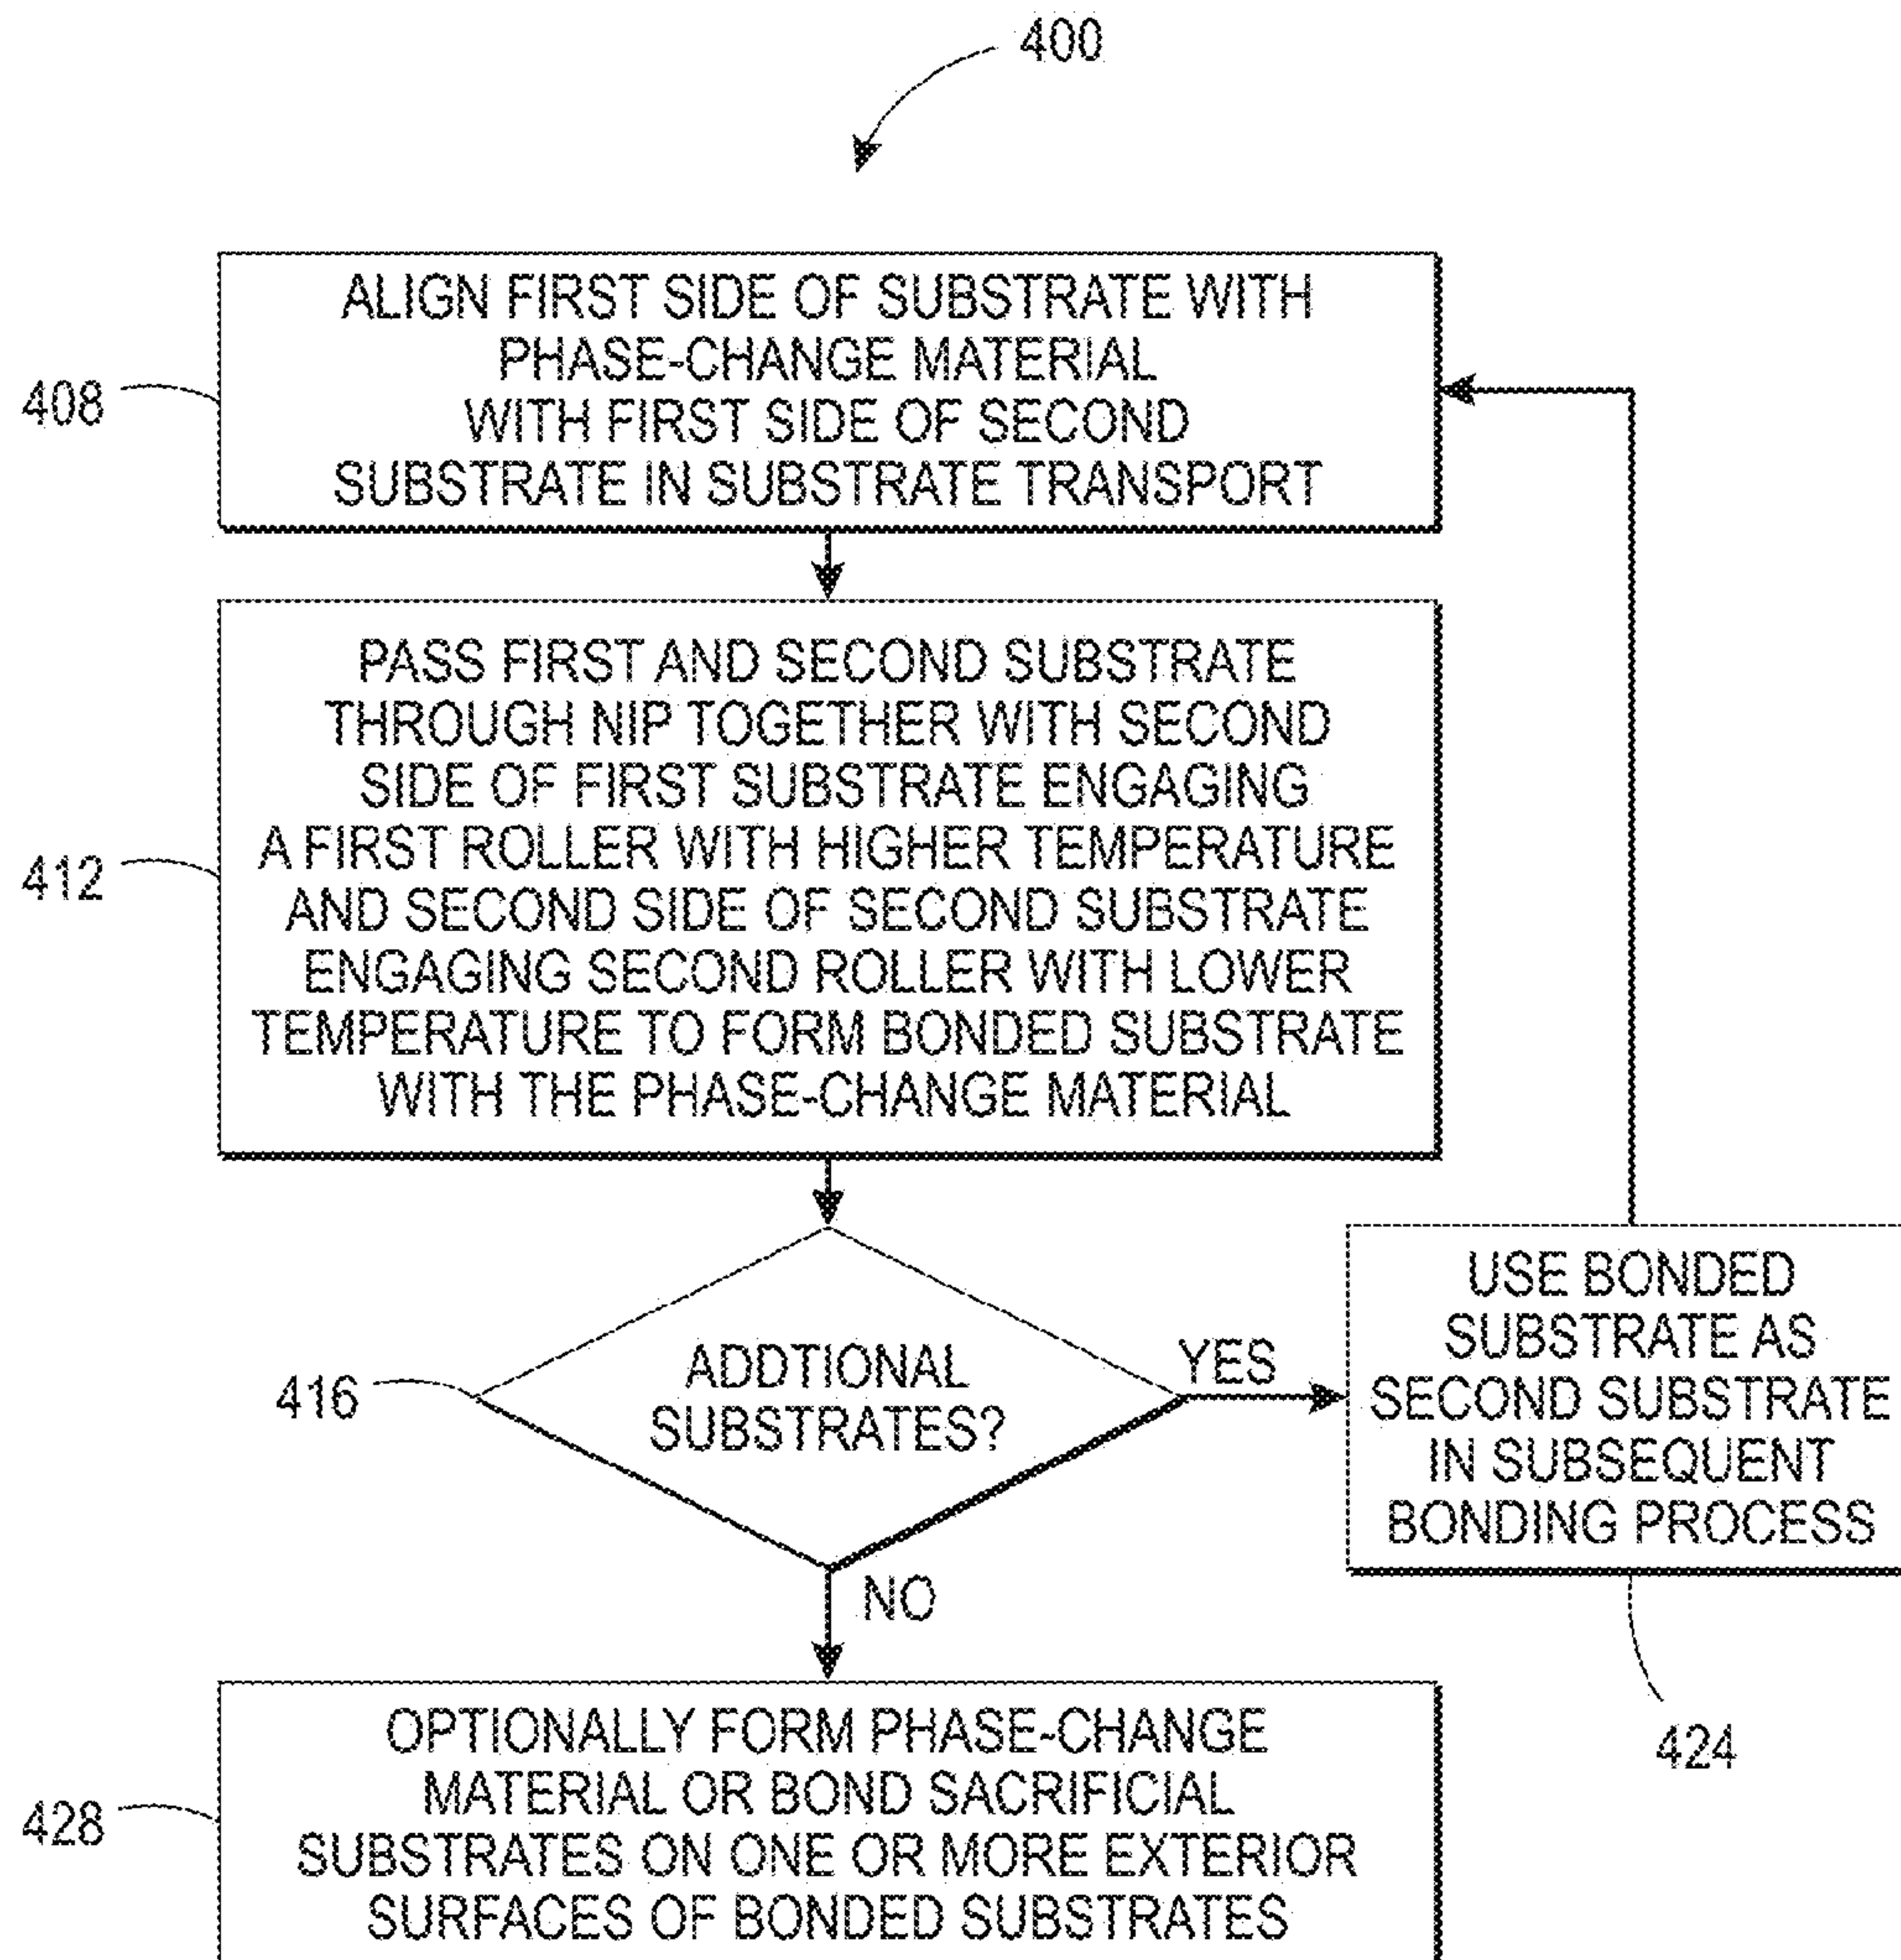 400
ALIGN FIRST SIDE OF SUBSTRATE WITH
PHASE-CHANGE MATERIAL
WITH FIRST SIDE OF SECOND
SUBSTRATE IN SUBSTRATE TRANSPORT
408
PASS FIRST AND SECOND SUBSTRATE
THROUGH NIP TOGETHER WITH SECOND
SIDE OF FIRST SUBSTRATE ENGAGING
A FIRST ROLLER WITH HIGHER TEMPERATURE
AND SECOND SIDE OF SECOND SUBSTRATE
ENGAGING SECOND ROLLER WITH LOWER
TEMPERATURE TO FORM BONDED SUBSTRATE
WITH THE PHASE-CHANGE MATERIAL
412
ADDTIONAL
SUBSTRATES?
416
YES
USE BONDED
SUBSTRATE AS
SECOND SUBSTRATE
IN SUBSEQUENT
BONDING PROCESS
424
NO
OPTIONALLY FORM PHASE-CHANGE
MATERIAL OR BOND SACRIFICIAL
SUBSTRATES ON ONE OR MORE EXTERIOR
SURFACES OF BONDED SUBSTRATES
428